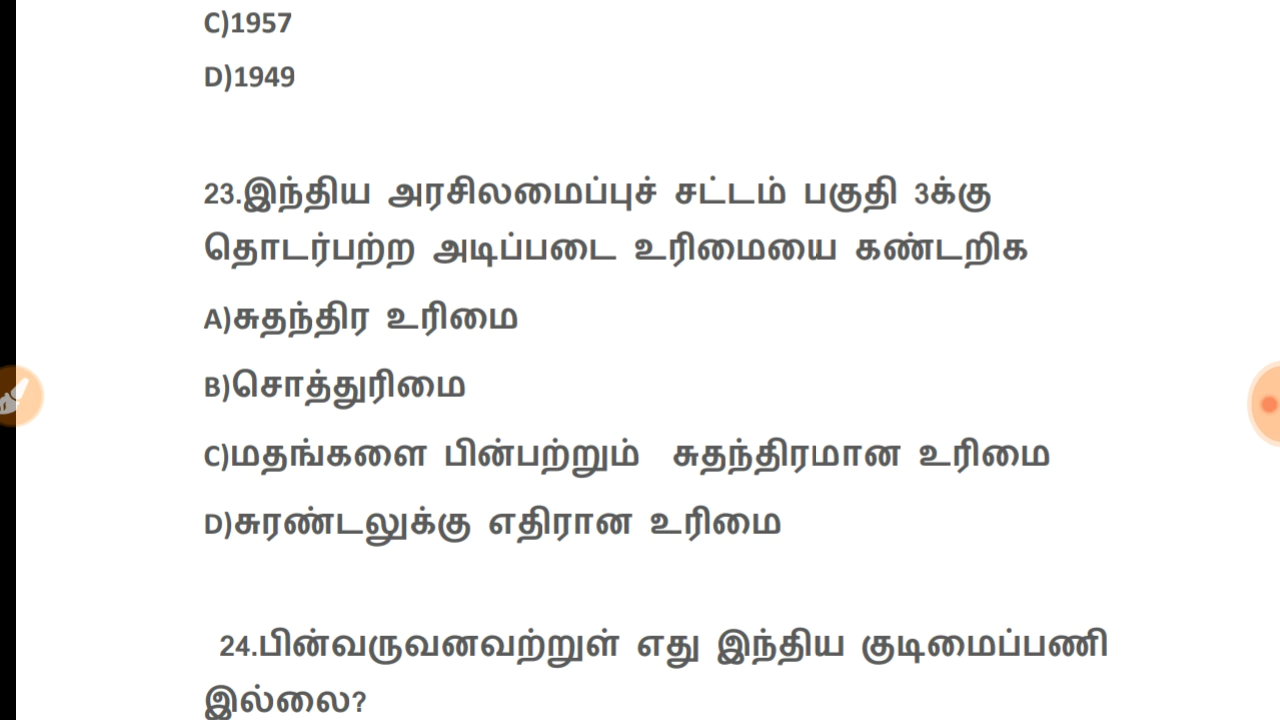 C)1957
D)1949
23.இந்திய அரசிலமைப்புச் சட்டம் பகுதி 3க்கு
தொடர்பற்ற அடிப்படை உரிமையை கண்டறிக
A)சுதந்திர உரிமை
B)சொத்துரிமை
C)மதங்களை பின்பற்றும் சுதந்திரமான உரிமை
D)சுரண்டலுக்கு எதிரான உரிமை
24.பின்வருவனவற்றுள் எது இந்திய குடிமைப்பணி
இல்லை?